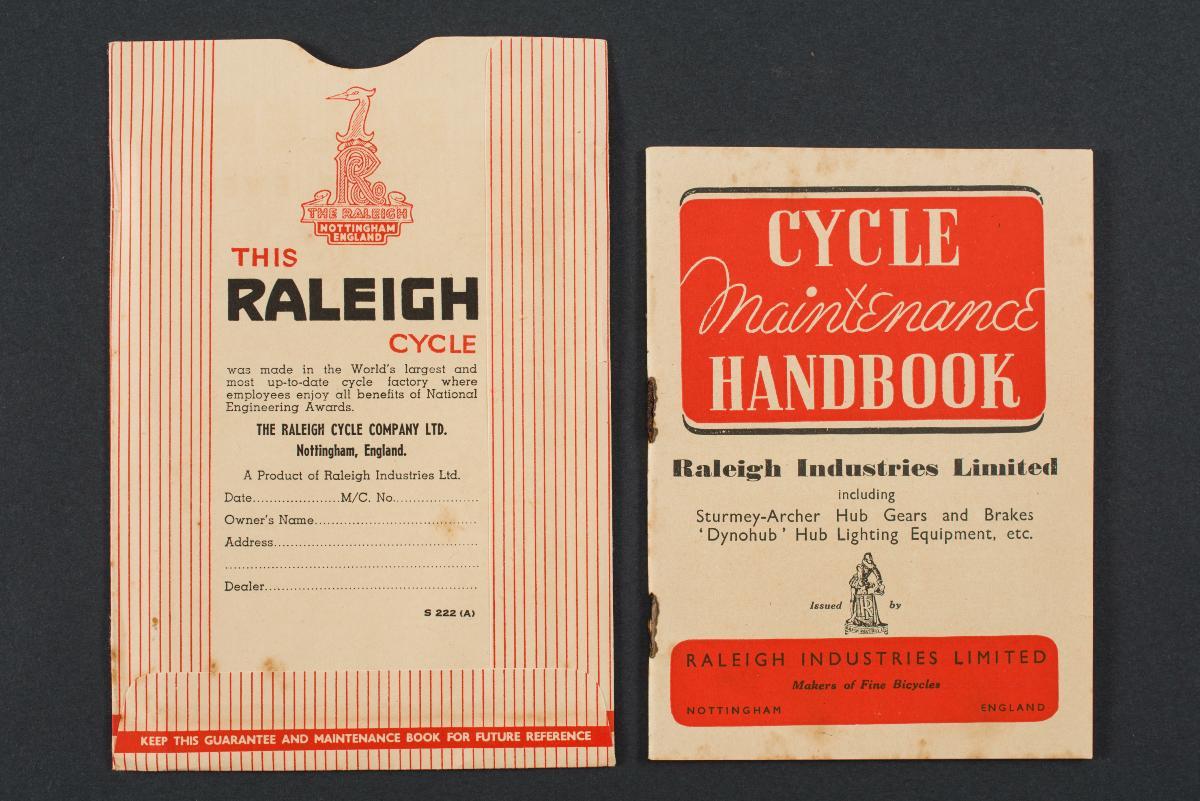 R
THE RALEIGH
NOTTINGHAM
ENGLAND
THIS
RALEIGH
CYCLE
was made in the World's largest and
most up-to-date cycle factory where
employees enjoy all benefits of National
Engineering Awards.
THE RALEIGH CYCLE COMPANY LTD.
Nottingham, England.
A Product of Raleigh Industries Ltd.
Date....................M/C. No....................
Owner's Name....................
Address....................
Dealer....................
S 222 (A)
KEEP THIS GUARANTEE AND MAINTENANCE BOOK FOR FUTURE REFERENCE
CYCLE
Maintenance
HANDBOOK
Raleigh Industries Limited
including
Sturmey-Archer Hub Gears and Brakes
'Dynohub' Hub Lighting Equipment, etc.
Issued by
RALEIGH INDUSTRIES LIMITED
Makers of Fine Bicycles
NOTTINGHAM ENGLAND